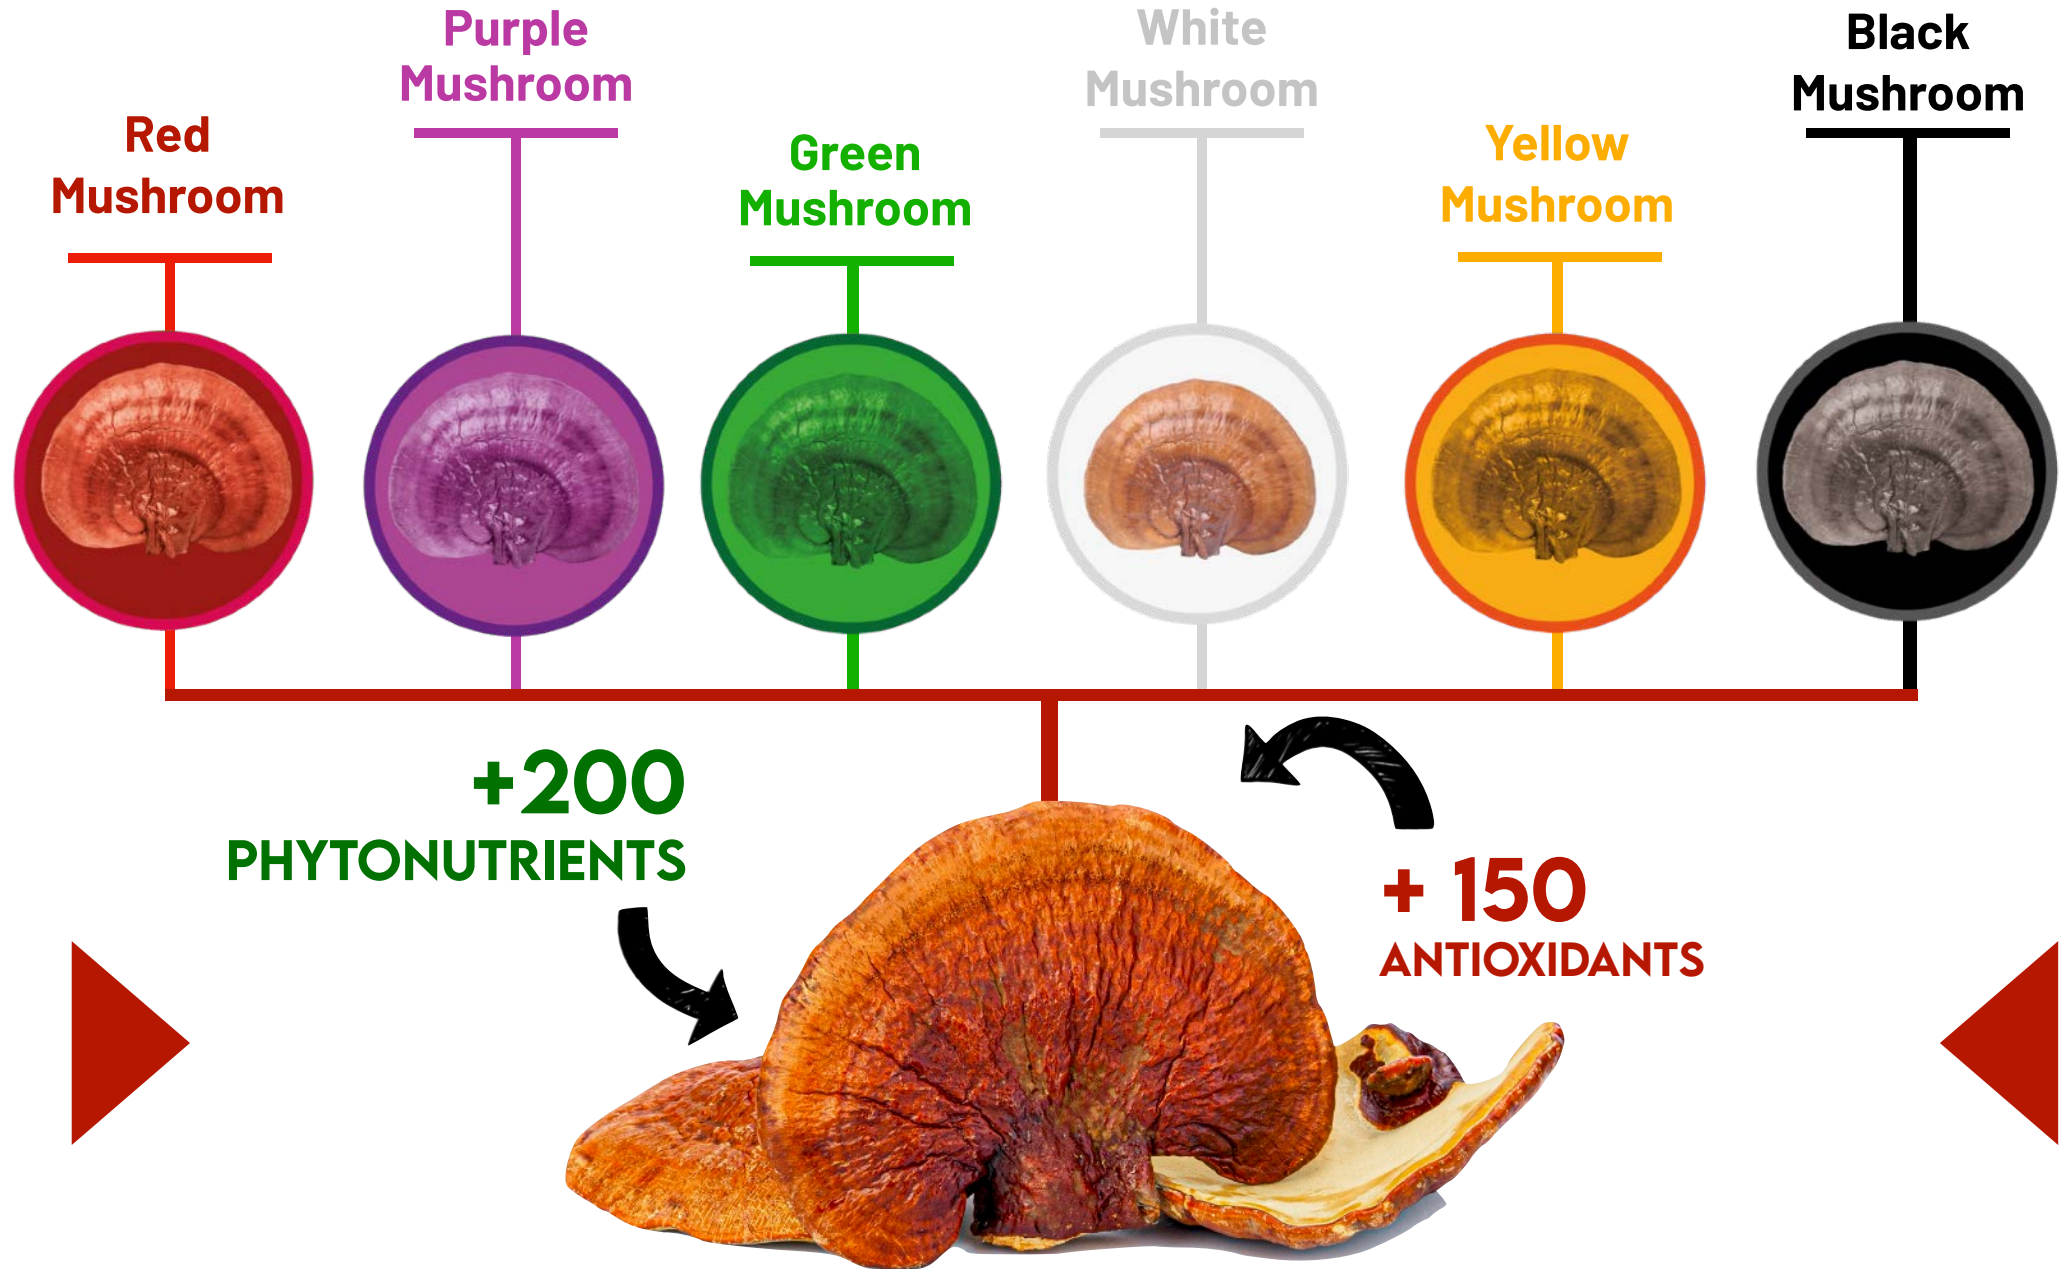 Red
Mushroom
Purple
Mushroom
Green
Mushroom
White
Mushroom
Yellow
Mushroom
Black
Mushroom
+200
PHYTONUTRIENTS
+ 150
ANTIOXIDANTS